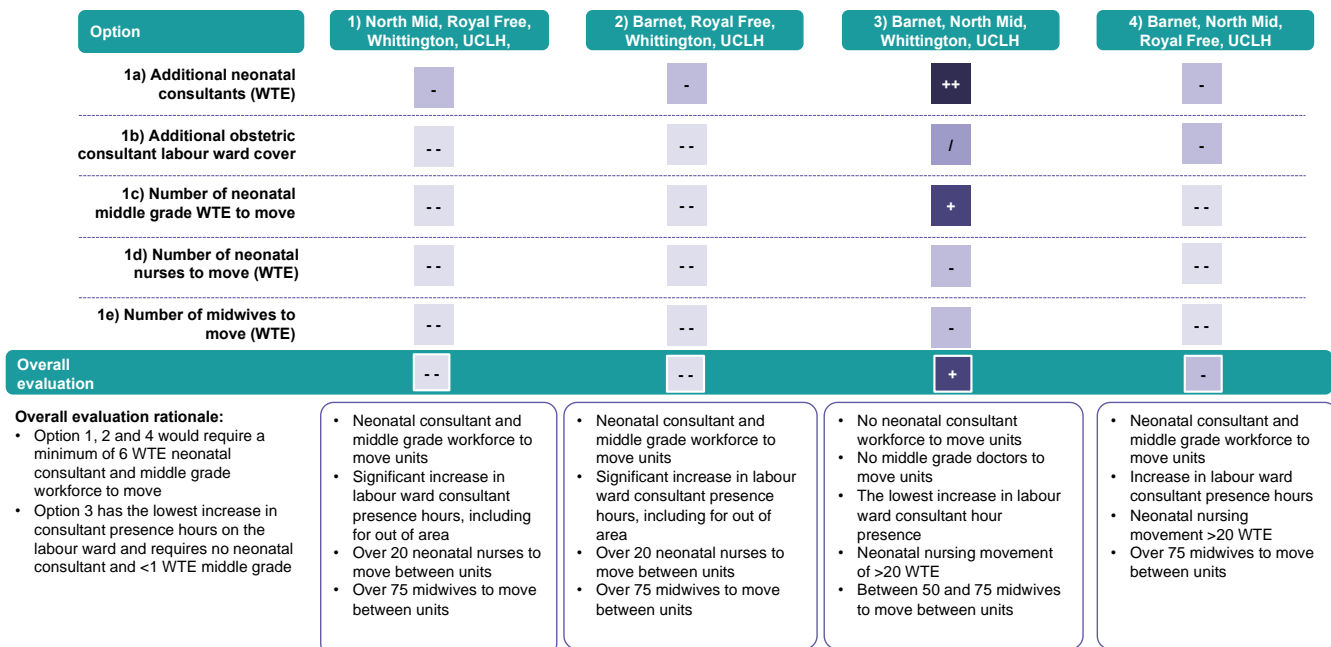 Option
1) North Mid, Royal Free,
Whittington, UCLH,
2) Barnet, Royal Free,
Whittington, UCLH
3) Barnet, North Mid,
Whittington, UCLH
4) Barnet, North Mid,
Royal Free, UCLH
1a) Additional neonatal
consultants (WTE)
-
-
++
-
1b) Additional obstetric
consultant labour ward cover
- -
- -
/
-
1c) Number of neonatal
middle grade WTE to move
- -
- -
+
- -
1d) Number of neonatal
nurses to move (WTE)
- -
- -
-
- -
1e) Number of midwives to
move (WTE)
- -
- -
-
- -
Overall
evaluation
- -
- -
+
-
Overall evaluation rationale:
• Option 1, 2 and 4 would require a
minimum of 6 WTE neonatal
consultant and middle grade
workforce to move
• Option 3 has the lowest increase in
consultant presence hours on the
labour ward and requires no neonatal
consultant and <1 WTE middle grade
• Neonatal consultant and
middle grade workforce to
move units
• Significant increase in
labour ward consultant
presence hours, including
for out of area
• Over 20 neonatal nurses to
move between units
• Over 75 midwives to move
between units
• Neonatal consultant and
middle grade workforce to
move units
• Significant increase in labour
ward consultant presence
hours, including for out of
area
• Over 20 neonatal nurses to
move between units
• Over 75 midwives to move
between units
• No neonatal consultant
workforce to move units
• No middle grade doctors to
move units
• The lowest increase in labour
ward consultant hour
presence
• Neonatal nursing movement
of >20 WTE
• Between 50 and 75 midwives
to move between units
• Neonatal consultant and
middle grade workforce to
move units
• Increase in labour ward
consultant presence hours
• Neonatal nursing
movement >20 WTE
• Over 75 midwives to move
between units